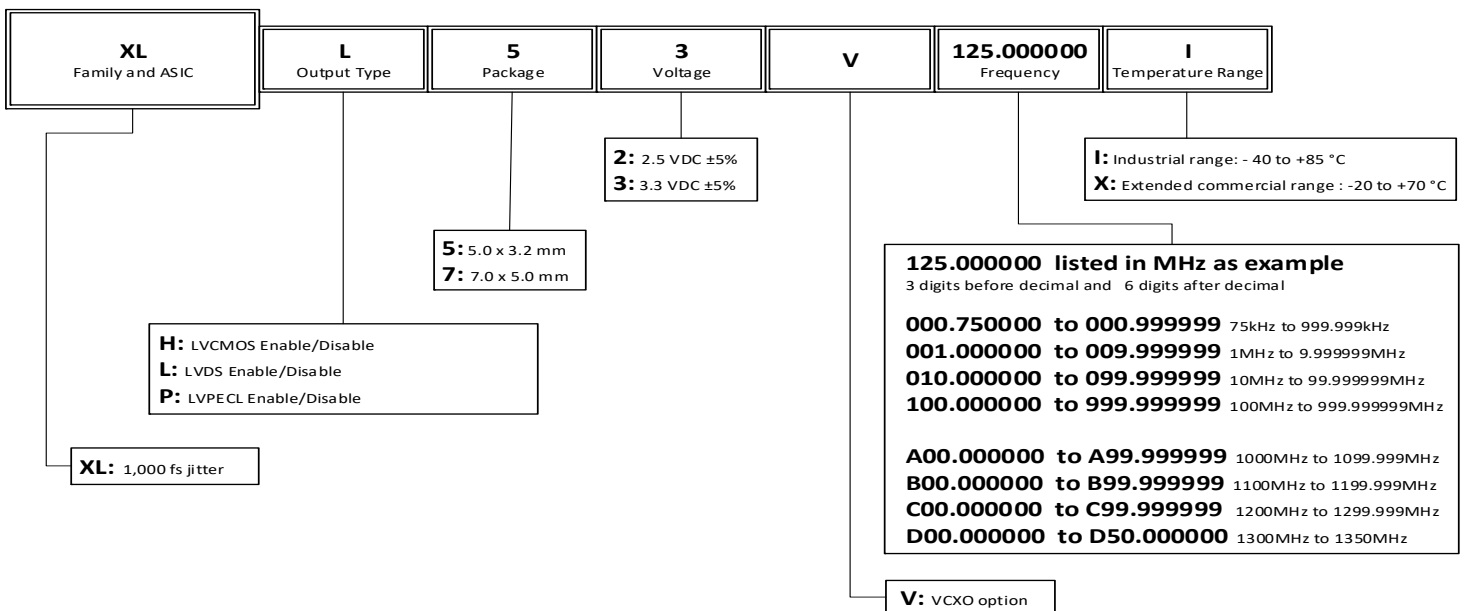 XL
Family and ASIC
L
Output Type
5
Package
3
Voltage
V
125.000000
Frequency
I
Temperature Range
2: 2.5 VDC ±5%
3: 3.3 VDC ±5%
I: Industrial range: - 40 to +85 °C
X: Extended commercial range : -20 to +70 °C
5: 5.0 x 3.2 mm
7: 7.0 x 5.0 mm
125.000000 listed in MHz as example
3 digits before decimal and 6 digits after decimal
000.750000 to 000.999999 75kHz to 999.999kHz
001.000000 to 009.999999 1MHz to 9.999999MHz
010.000000 to 099.999999 10MHz to 99.999999MHz
100.000000 to 999.999999 100MHz to 999.999999MHz
A00.000000 to A99.999999 1000MHz to 1099.999MHz
B00.000000 to B99.999999 1100MHz to 1199.999MHz
C00.000000 to C99.999999 1200MHz to 1299.999MHz
D00.000000 to D50.000000 1300MHz to 1350MHz
H: LVCMOS Enable/Disable
L: LVDS Enable/Disable
P: LVPECL Enable/Disable
XL: 1,000 fs jitter
V: VCXO option